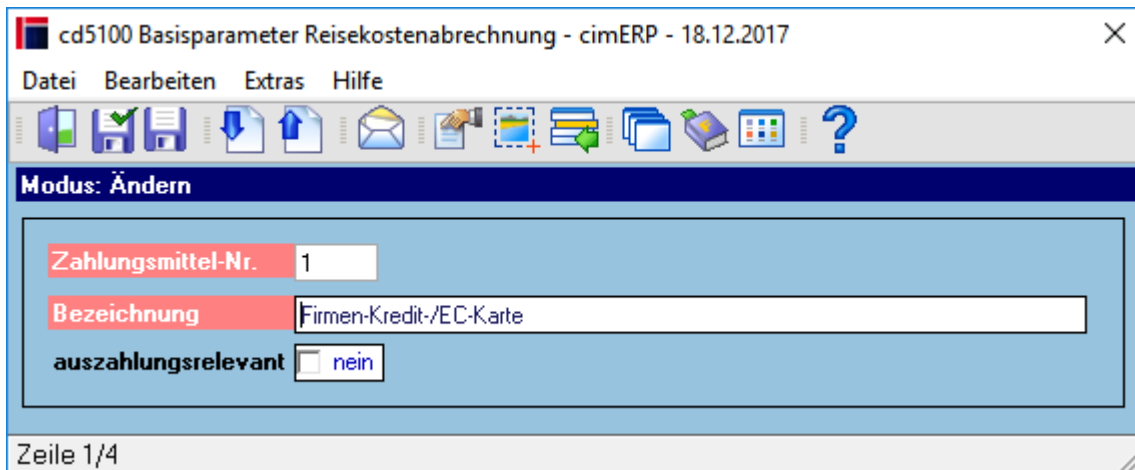 cd5100 Basisparameter Reisekostenabrechnung - cimERP - 18.12.2017
Datei Bearbeiten Extras Hilfe
Modus: Ändern
Zahlungsmittel-Nr. 1
Bezeichnung Firmen-Kredit-/EC-Karte
auszahlungsrelevant nein
Zeile 1/4